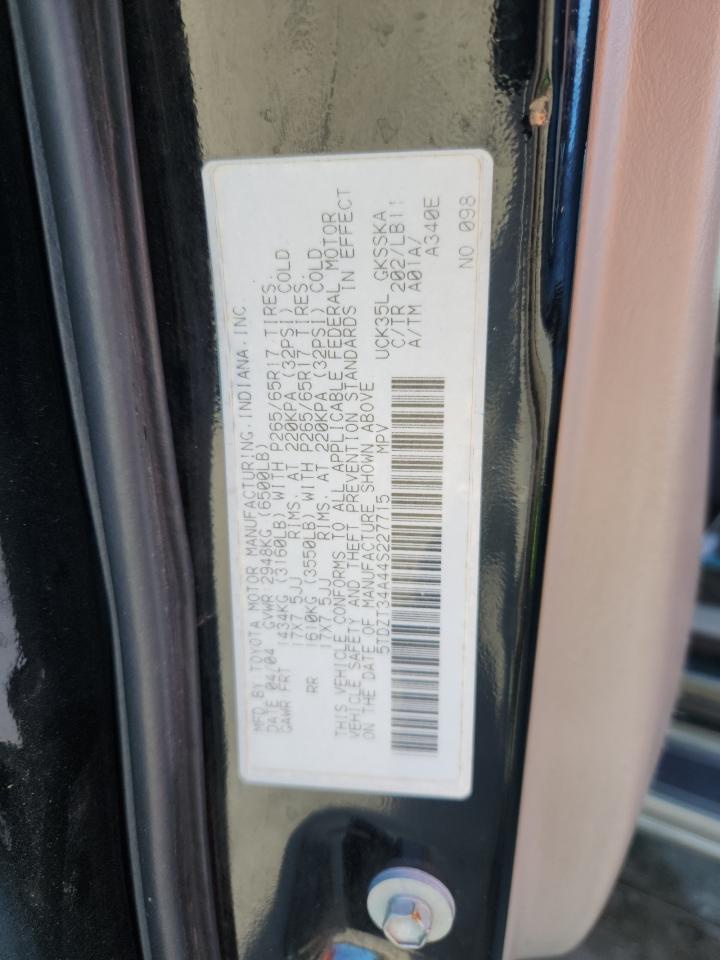 MFD BY TOYOTA MOTOR MANUFACTURING. INDIANA. INC
DATE 04/04 GVWR 2948KG (6500LB)
GAWR FRT 1434KG (3160LB) WITH P265/65R17 TIRES.
17X7.5JJ RIMS. AT 220KPA (32PSI) COLD
RR 1610KG (3550LB) WITH P265/65R17 TIRES.
17X7.5JJ RIMS. AT 220KPA (32PSI) COLD
THIS VEHICLE CONFORMS TO ALL APPLICABLE FEDERAL MOTOR
VEHICLE SAFETY AND THEFT PREVENTION STANDARDS IN EFFECT
ON THE DATE OF MANUFACTURE SHOWN ABOVE
5TDZT34A44S227715 MPV
UCK35L GKSSKA
C/TR 202/LB11
A/TM A01A/ A340E
NO 098